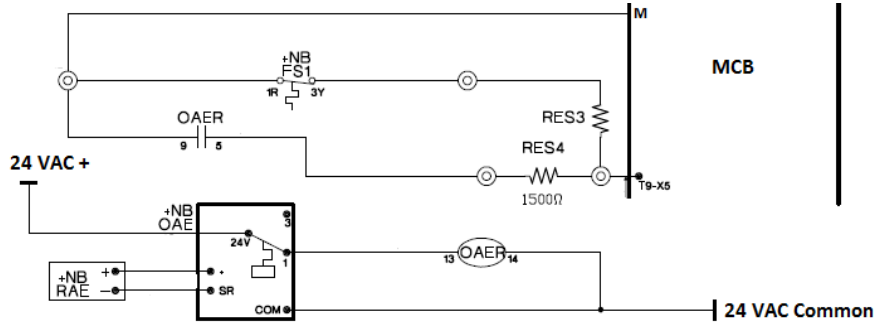 M
MCB
+NB
FS1
1R 3Y
OAER
9 5
RES3
RES4
1500Ω
T9-X5
24 VAC +
+NB
OAE
24V
3
1
+NB
RAE
+
−
+
SR
COM
13 OAER 14
24 VAC Common